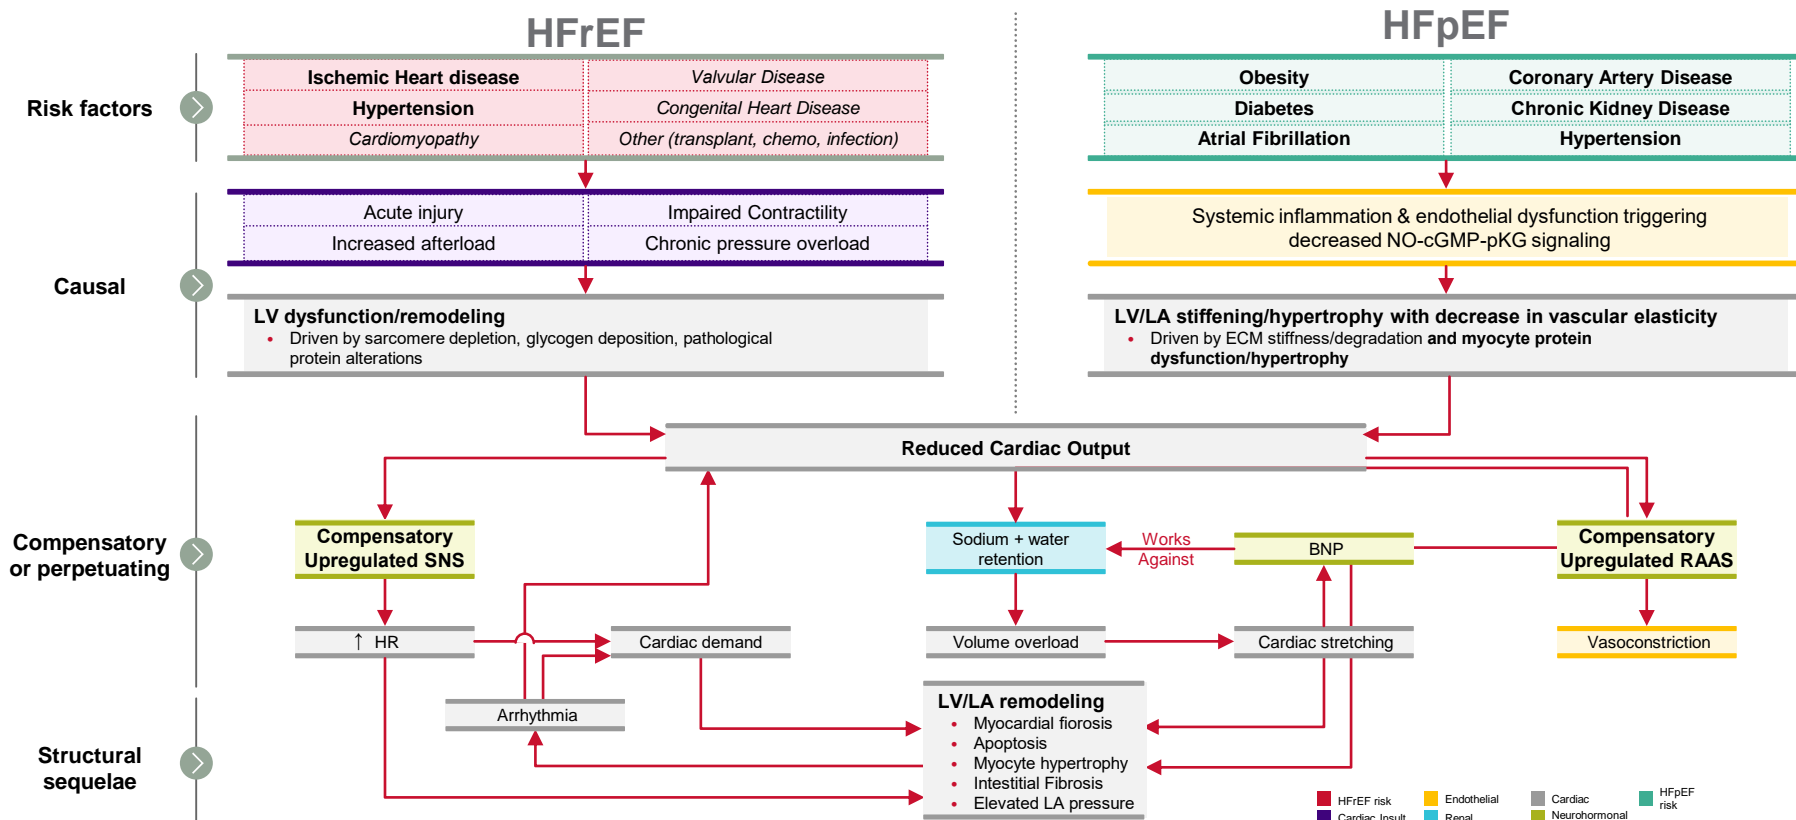 HFrEF
HFpEF
Risk factors
Ischemic Heart disease
Valvular Disease
Hypertension
Congenital Heart Disease
Cardiomyopathy
Other (transplant, chemo, infection)
Obesity
Coronary Artery Disease
Diabetes
Chronic Kidney Disease
Atrial Fibrillation
Hypertension
Causal
Acute injury
Impaired Contractility
Increased afterload
Chronic pressure overload
Systemic inflammation & endothelial dysfunction triggering
decreased NO-cGMP-pKG signaling
LV dysfunction/remodeling
• Driven by sarcomere depletion, glycogen deposition, pathological
protein alterations
LV/LA stiffening/hypertrophy with decrease in vascular elasticity
• Driven by ECM stiffness/degradation and myocyte protein
dysfunction/hypertrophy
Reduced Cardiac Output
Compensatory
or perpetuating
Compensatory
Upregulated SNS
Sodium + water
retention
Works
Against
BNP
Compensatory
Upregulated RAAS
↑ HR
Cardiac demand
Volume overload
Cardiac stretching
Vasoconstriction
Arrhythmia
Structural
sequelae
LV/LA remodeling
• Myocardial fiorosis
• Apoptosis
• Myocyte hypertrophy
• Intestitial Fibrosis
• Elevated LA pressure
HFrEF risk
Endothelial
Cardiac
HFpEF
risk
Cardiac Insult
Renal
Neurohormonal